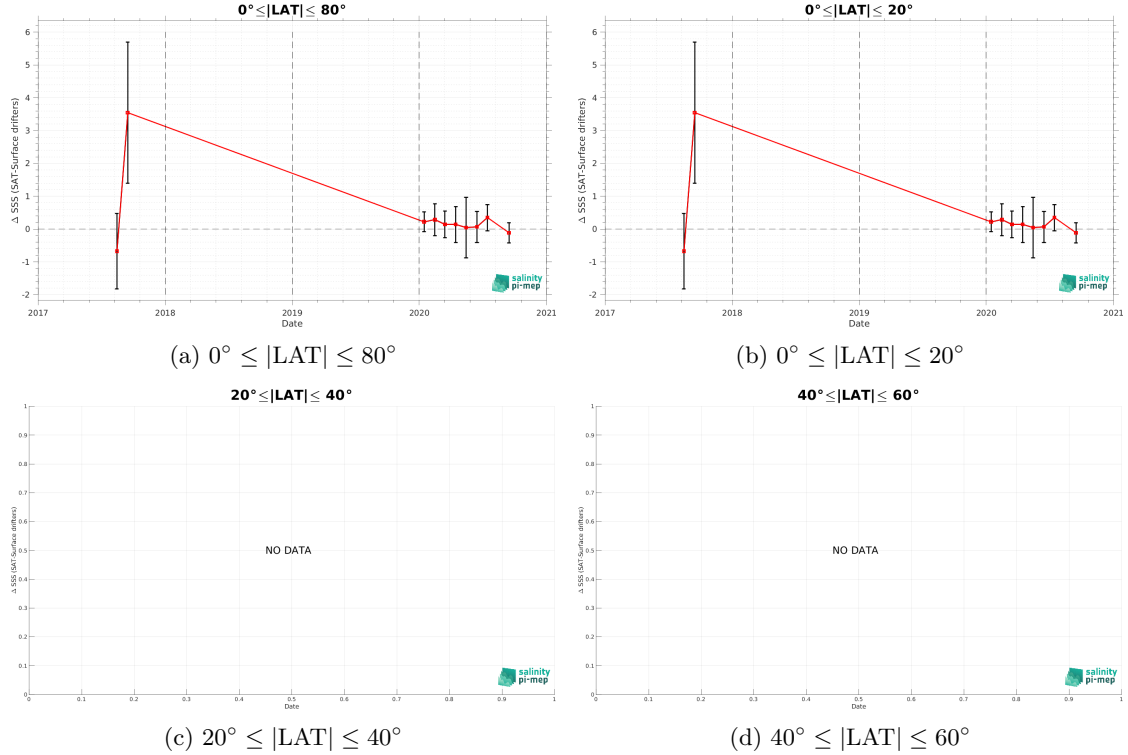 0°≤|LAT|≤ 80°
Δ SSS (SAT-Surface drifters)
6
5
4
3
2
1
0
-1
-2
2017
2018
2019
2020
2021
Date
salinity
pi-mep
(a) 0° ≤ |LAT| ≤ 80°
0°≤|LAT|≤ 20°
Δ SSS (SAT-Surface drifters)
6
5
4
3
2
1
0
-1
-2
2017
2018
2019
2020
2021
Date
salinity
pi-mep
(b) 0° ≤ |LAT| ≤ 20°
20°≤|LAT|≤ 40°
Δ SSS (SAT-Surface drifters)
1
0.9
0.8
0.7
0.6
0.5
0.4
0.3
0.2
0.1
0
NO DATA
0
0.1
0.2
0.3
0.4
0.5
0.6
0.7
0.8
0.9
1
Date
salinity
pi-mep
(c) 20° ≤ |LAT| ≤ 40°
40°≤|LAT|≤ 60°
Δ SSS (SAT-Surface drifters)
1
0.9
0.8
0.7
0.6
0.5
0.4
0.3
0.2
0.1
0
NO DATA
0
0.1
0.2
0.3
0.4
0.5
0.6
0.7
0.8
0.9
1
Date
salinity
pi-mep
(d) 40° ≤ |LAT| ≤ 60°